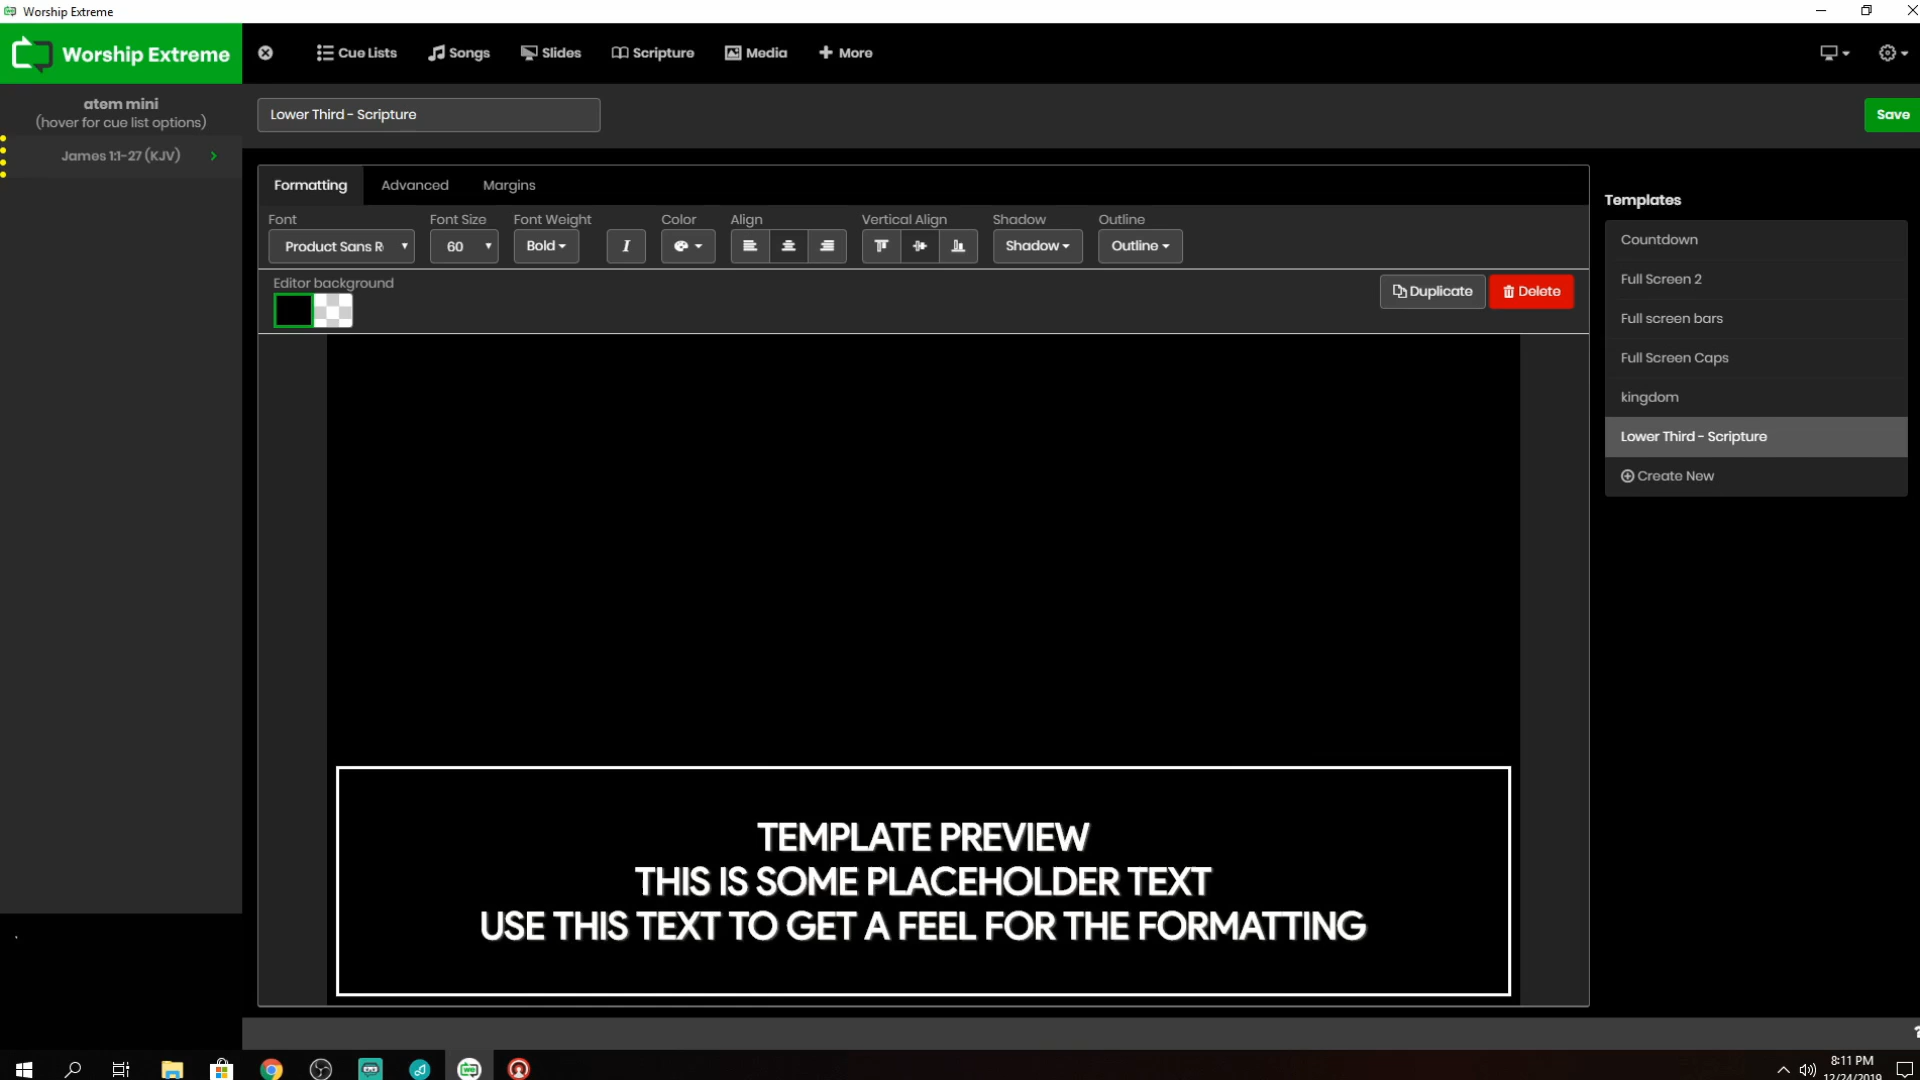 Worship Extreme
Worship Extreme
Cue Lists
Songs
Slides
Scripture
Media
More
atem mini
(hover for cue list options)
James 1:1-27 (KJV)
Lower Third - Scripture
Save
Formatting
Advanced
Margins
Font
Font Size
Font Weight
Color
Align
Vertical Align
Shadow
Outline
Product Sans R
60
Bold
I
Shadow
Outline
Editor background
Duplicate
Delete
TEMPLATE PREVIEW
THIS IS SOME PLACEHOLDER TEXT
USE THIS TEXT TO GET A FEEL FOR THE FORMATTING
Templates
Countdown
Full Screen 2
Full screen bars
Full Screen Caps
kingdom
Lower Third - Scripture
Create New
we
8:11 PM
12/24/2019